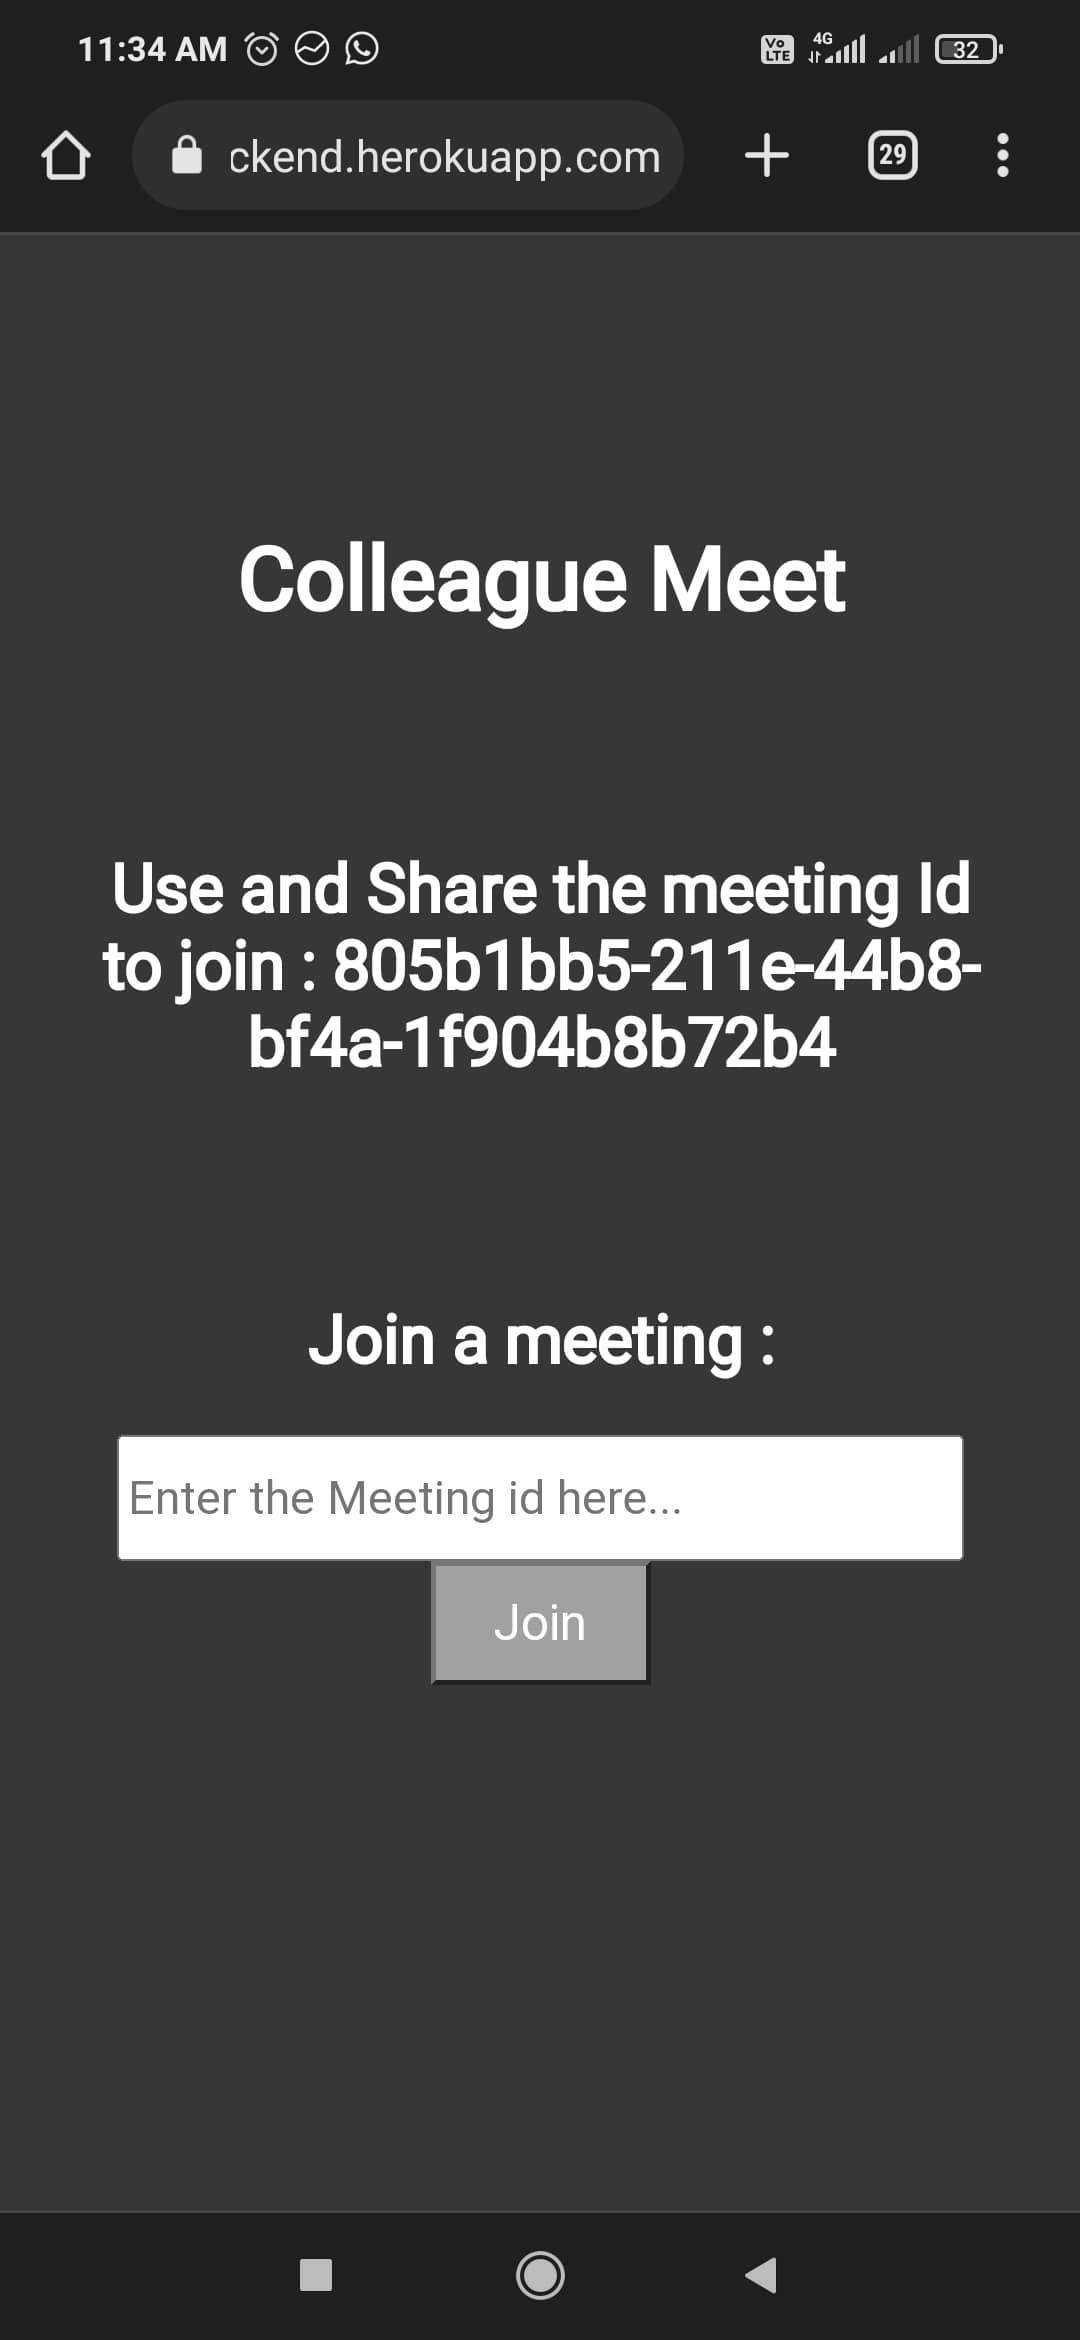 11:34 AM
Vo LTE 4G 32
ckend.herokuapp.com 29
Colleague Meet
Use and Share the meeting Id
to join : 805b1bb5-211e-44b8-
bf4a-1f904b8b72b4
Join a meeting :
Enter the Meeting id here...
Join